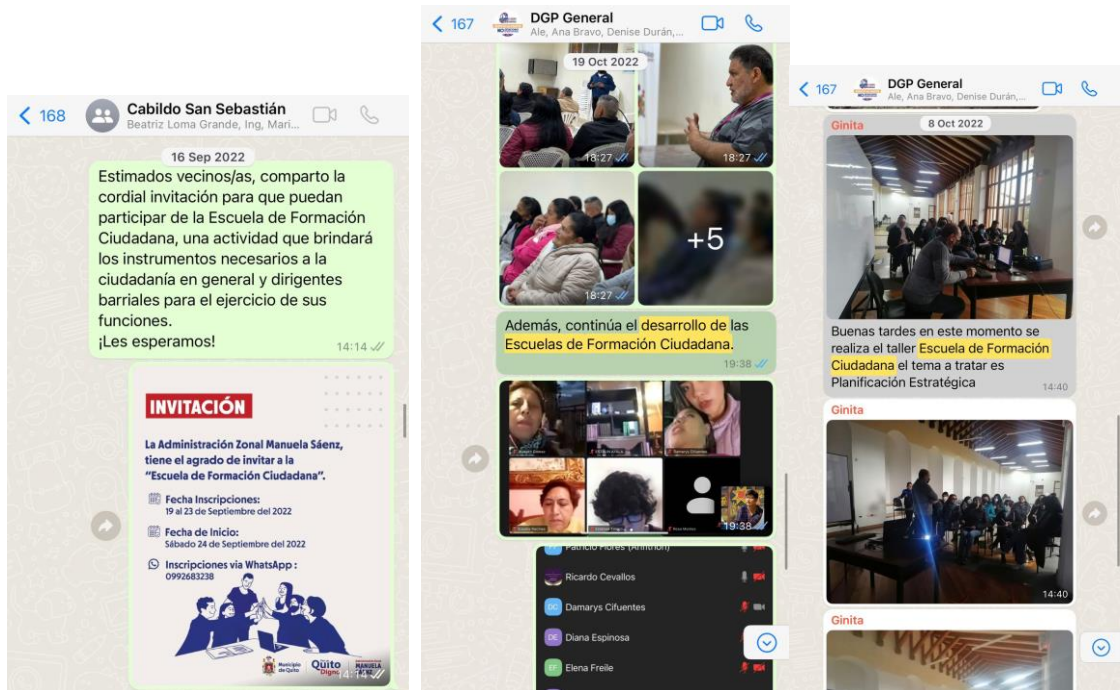 168
Cabildo San Sebastián
Beatriz Loma Grande, Ing, Mari...
16 Sep 2022
Estimados vecinos/as, comparto la
cordial invitación para que puedan
participar de la Escuela de Formación
Ciudadana, una actividad que brindará
los instrumentos necesarios a la
ciudadanía en general y dirigentes
barriales para el ejercicio de sus
funciones.
¡Les esperamos!
14:14
INVITACIÓN
La Administración Zonal Manuela Sáenz,
tiene el agrado de invitar a la
"Escuela de Formación Ciudadana".
Fecha Inscripciones:
19 al 23 de Septiembre del 2022
Fecha de Inicio:
Sábado 24 de Septiembre del 2022
Inscripciones via WhatsApp :
0992683238
Municipio
de Quito
Quito
Digno
MANUELA
14:14
167
DGP General
Ale, Ana Bravo, Denise Durán,...
19 Oct 2022
18:27
18:27
18:27
+5
Además, continúa el desarrollo de las
Escuelas de Formación Ciudadana.
19:38
19:38
Patricio Flores (Anfitrión)
Ricardo Cevallos
DC
Damarys Cifuentes
DE
Diana Espinosa
EF
Elena Freile
167
DGP General
Ale, Ana Bravo, Denise Durán,...
8 Oct 2022
Ginita
Buenas tardes en este momento se
realiza el taller Escuela de Formación
Ciudadana el tema a tratar es
Planificación Estratégica
14:40
Ginita
14:40
Ginita